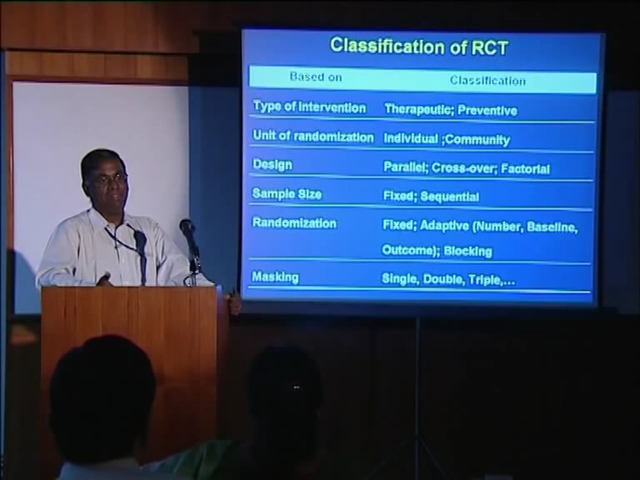 Classification of RCT
Based on Classification
Type of Intervention Therapeutic; Preventive
Unit of randomization Individual ;Community
Design Parallel; Cross-over; Factorial
Sample Size Fixed; Sequential
Randomization Fixed; Adaptive (Number, Baseline,
Outcome); Blocking
Masking Single, Double, Triple,...